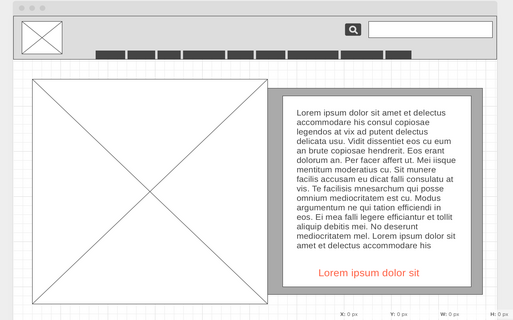 Lorem ipsum dolor sit amet et delectus
accommodare his consul copiosae
legendos at vix ad putent delectus
delicata usu. Vidit dissentiet eos cu eum
an brute copiosae hendrerit. Eos erant
dolorum an. Per facer affert ut. Mei iisque
mentitum moderatius cu. Sit munere
facilis accusam eu dicat falli consulatu at
vis. Te facilisis mnesarchum qui posse
omnium mediocritatem est cu. Modus
argumentum ne qui tation efficiendi in
eos. Ei mea falli legere efficiantur et tollit
aliquip debitis mei. No deserunt
mediocritatem mel. Lorem ipsum dolor sit
amet et delectus accommodare his
Lorem ipsum dolor sit
X: 0 px Y: 0 px W: 0 px H: 0 px